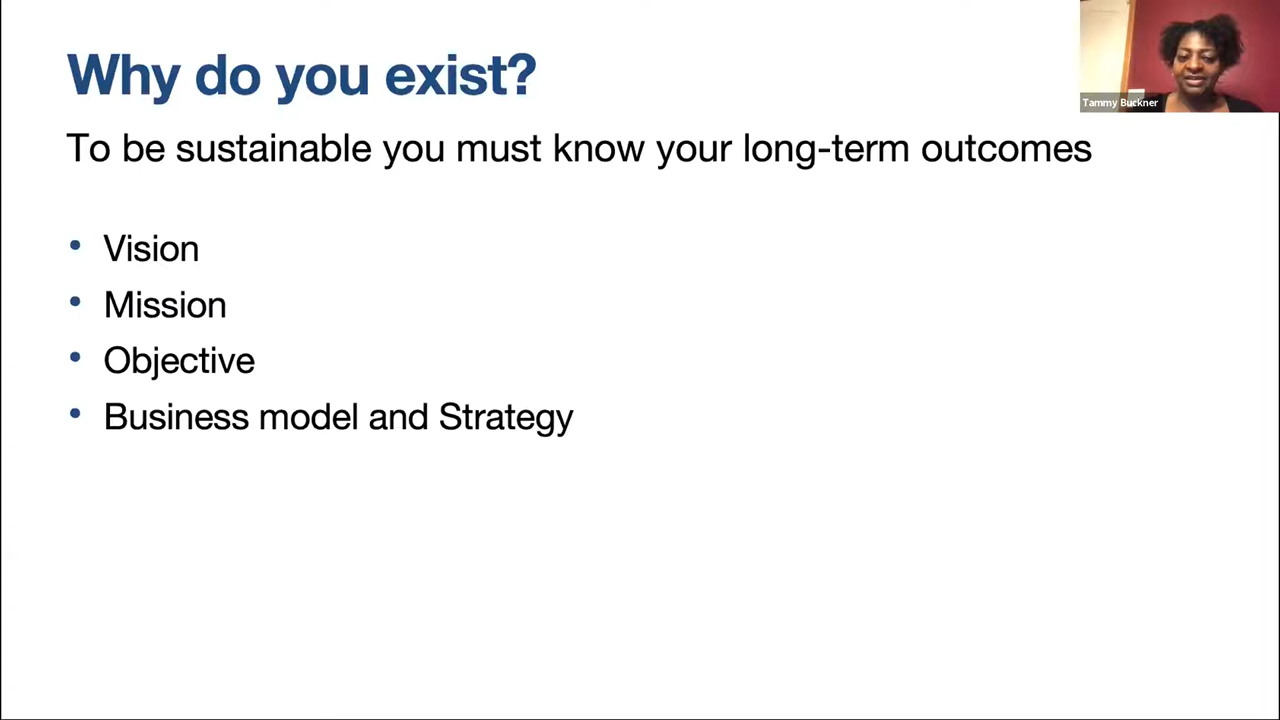 Why do you exist?
To be sustainable you must know your long-term outcomes
• Vision
• Mission
• Objective
• Business model and Strategy
Tammy Buckner